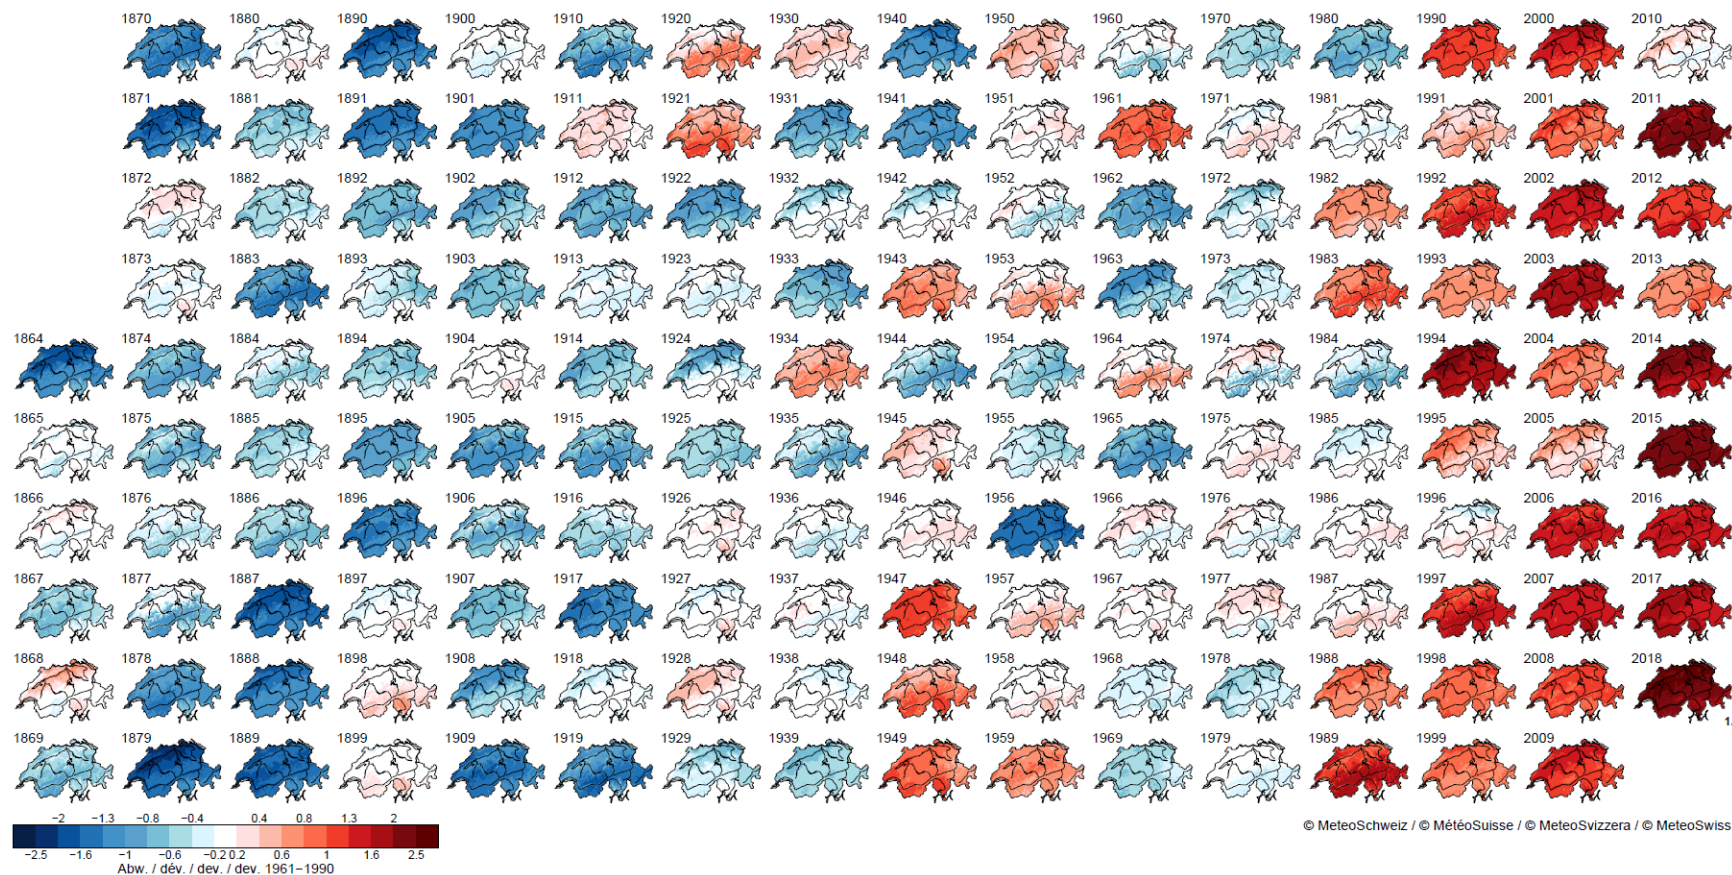 1870 1880 1890 1900 1910 1920 1930 1940 1950 1960 1970 1980 1990 2000 2010
1871 1881 1891 1901 1911 1921 1931 1941 1951 1961 1971 1981 1991 2001 2011
1872 1882 1892 1902 1912 1922 1932 1942 1952 1962 1972 1982 1992 2002 2012
1873 1883 1893 1903 1913 1923 1933 1943 1953 1963 1973 1983 1993 2003 2013
1864 1874 1884 1894 1904 1914 1924 1934 1944 1954 1964 1974 1984 1994 2004 2014
1865 1875 1885 1895 1905 1915 1925 1935 1945 1955 1965 1975 1985 1995 2005 2015
1866 1876 1886 1896 1906 1916 1926 1936 1946 1956 1966 1976 1986 1996 2006 2016
1867 1877 1887 1897 1907 1917 1927 1937 1947 1957 1967 1977 1987 1997 2007 2017
1868 1878 1888 1898 1908 1918 1928 1938 1948 1958 1968 1978 1988 1998 2008 2018
1.
1869 1879 1889 1899 1909 1919 1929 1939 1949 1959 1969 1979 1989 1999 2009
−2 −1.3 −0.8 −0.4 0.4 0.8 1.3 2
−2.5 −1.6 −1 −0.6 −0.2 0.2 0.6 1 1.6 2.5
Abw. / dév. / dev. / dev. 1961−1990
© MeteoSchweiz / © MétéoSuisse / © MeteoSvizzera / © MeteoSwiss